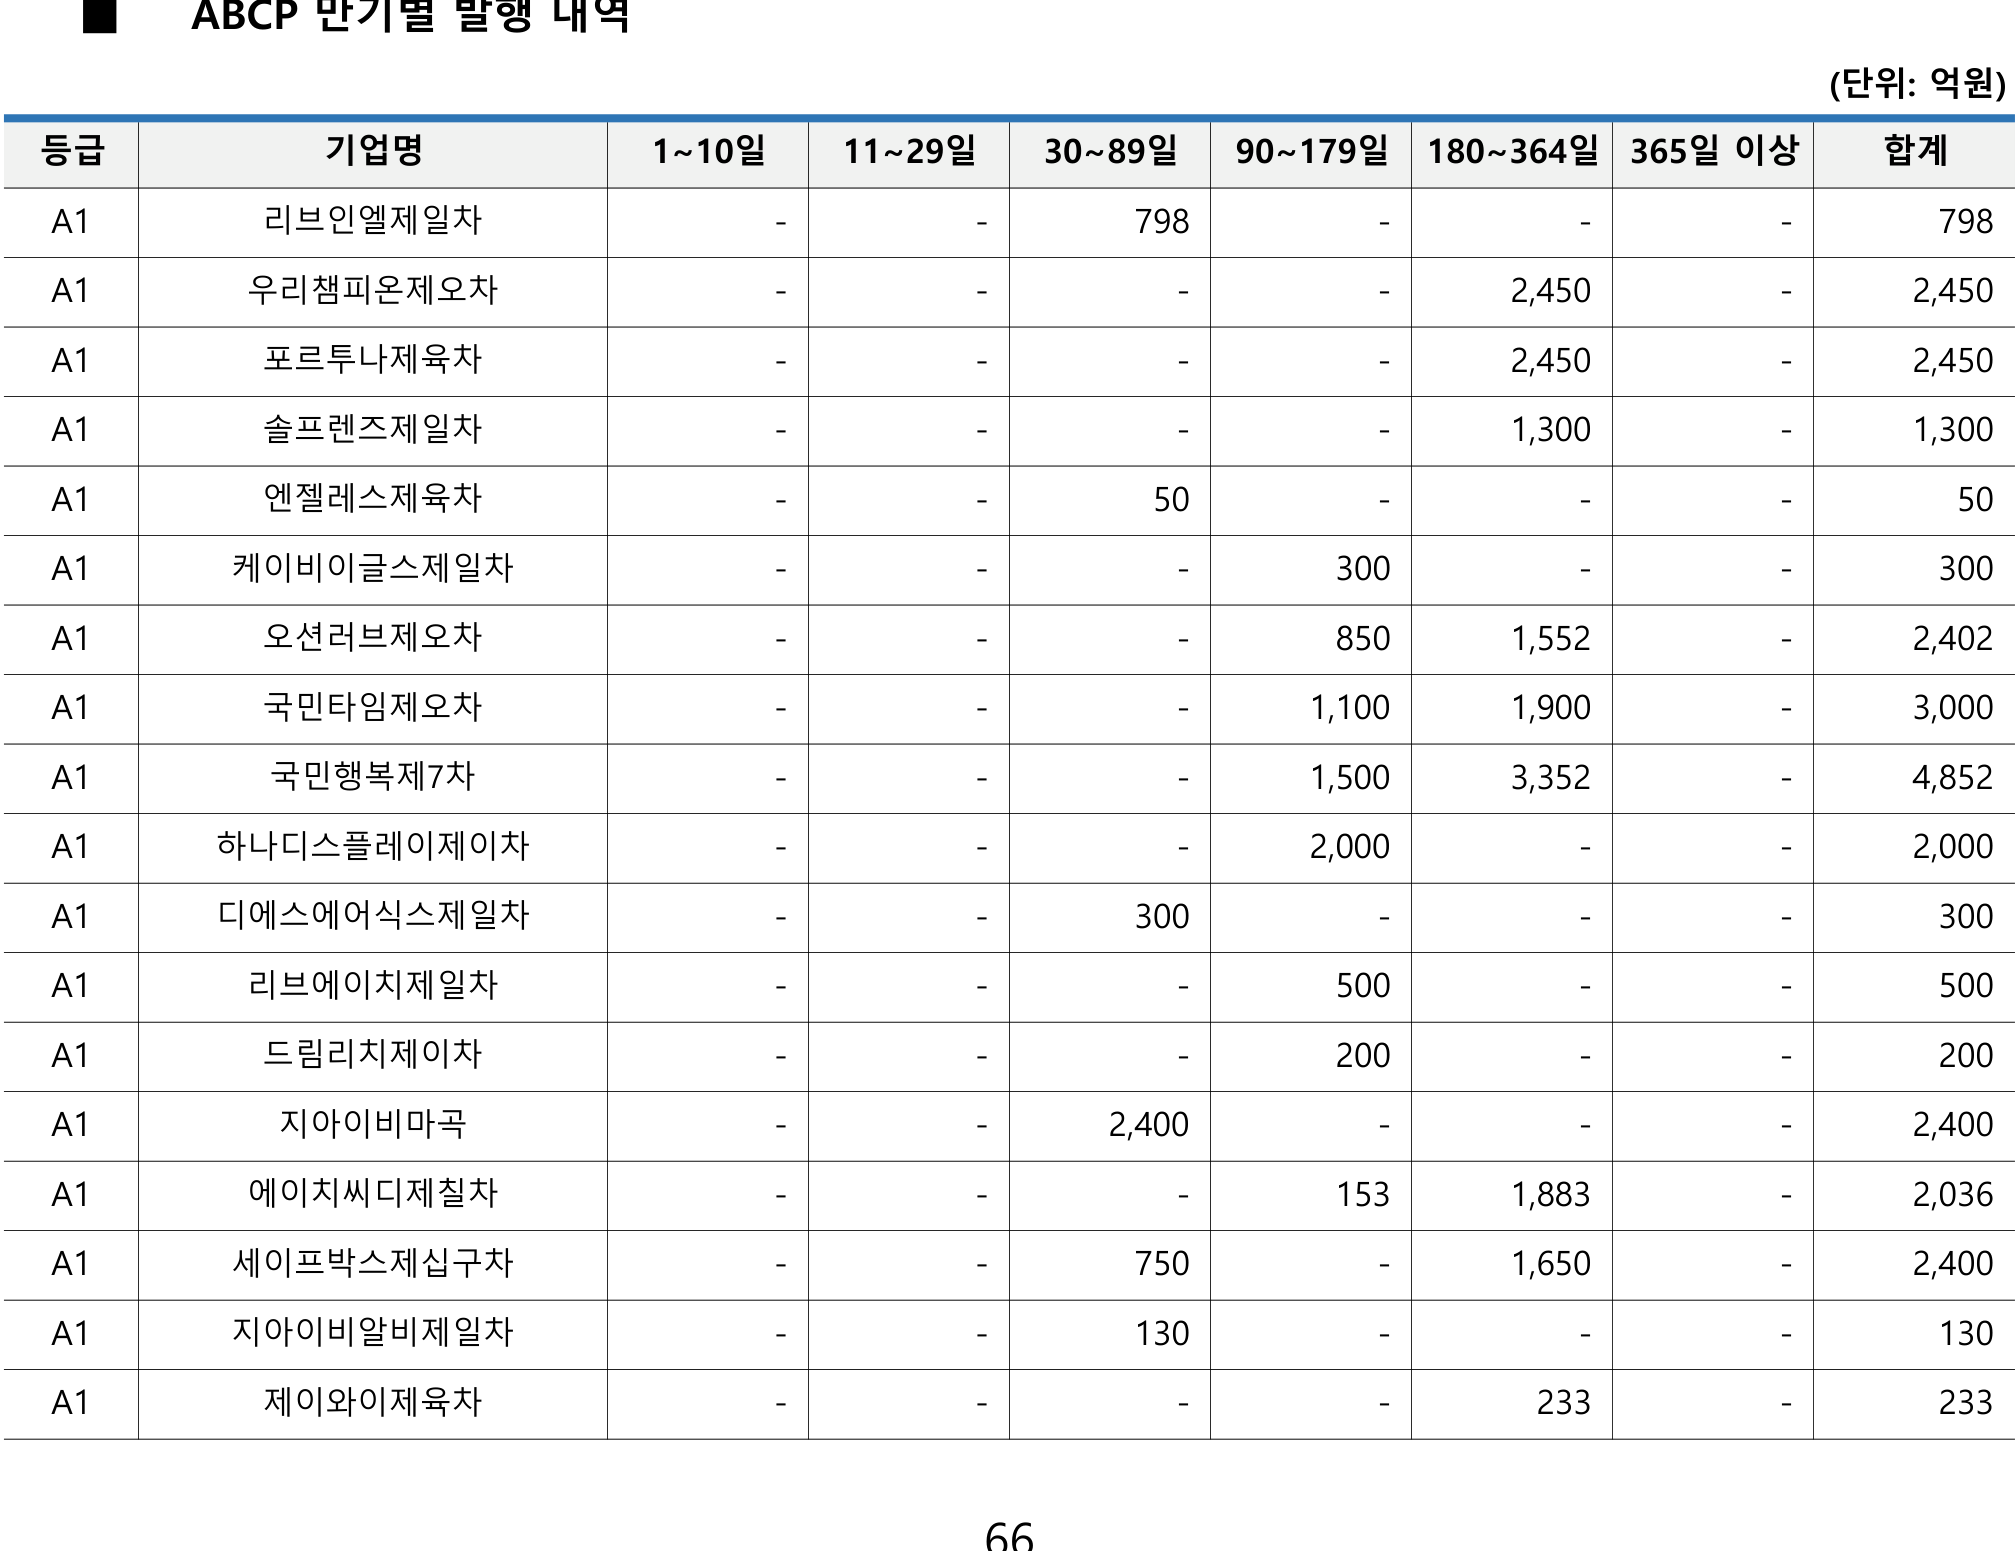 ■ ABCP 만기별 발행 내역
(단위: 억원)
등급 기업명 1~10일 11~29일 30~89일 90~179일 180~364일 365일 이상 합계
A1 리브인엘제일차 - - 798 - - - 798
A1 우리챔피온제오차 - - - - 2,450 - 2,450
A1 포르투나제육차 - - - - 2,450 - 2,450
A1 솔프렌즈제일차 - - - - 1,300 - 1,300
A1 엔젤레스제육차 - - 50 - - - 50
A1 케이비이글스제일차 - - - 300 - - 300
A1 오션러브제오차 - - - 850 1,552 - 2,402
A1 국민타임제오차 - - - 1,100 1,900 - 3,000
A1 국민행복제7차 - - - 1,500 3,352 - 4,852
A1 하나디스플레이제이차 - - - 2,000 - - 2,000
A1 디에스에어식스제일차 - - 300 - - - 300
A1 리브에이치제일차 - - - 500 - - 500
A1 드림리치제이차 - - - 200 - - 200
A1 지아이비마곡 - - 2,400 - - - 2,400
A1 에이치씨디제칠차 - - - 153 1,883 - 2,036
A1 세이프박스제십구차 - - 750 - 1,650 - 2,400
A1 지아이비알비제일차 - - 130 - - - 130
A1 제이와이제육차 - - - - 233 - 233
66